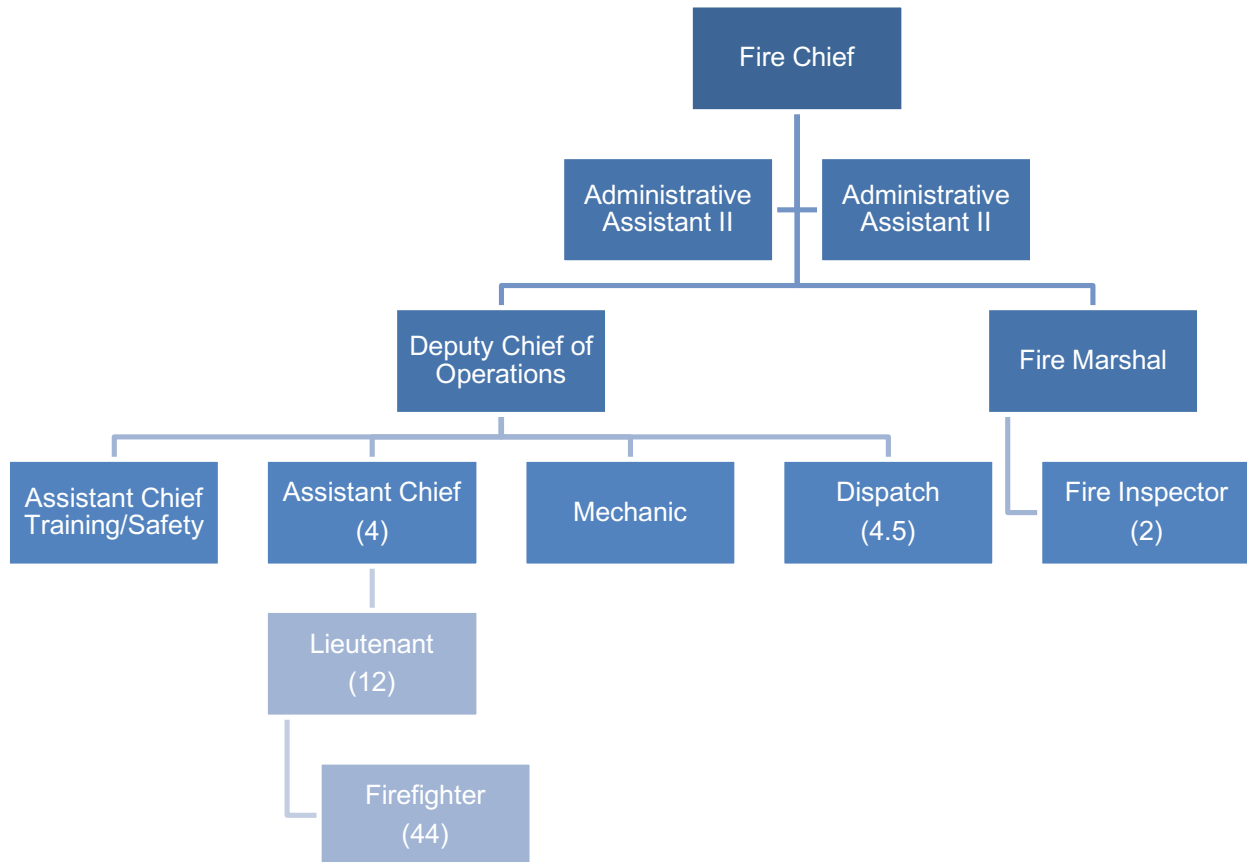 Fire Chief
Administrative
Assistant II
Administrative
Assistant II
Deputy Chief of
Operations
Fire Marshal
Assistant Chief
Training/Safety
Assistant Chief
(4)
Mechanic
Dispatch
(4.5)
Fire Inspector
(2)
Lieutenant
(12)
Firefighter
(44)